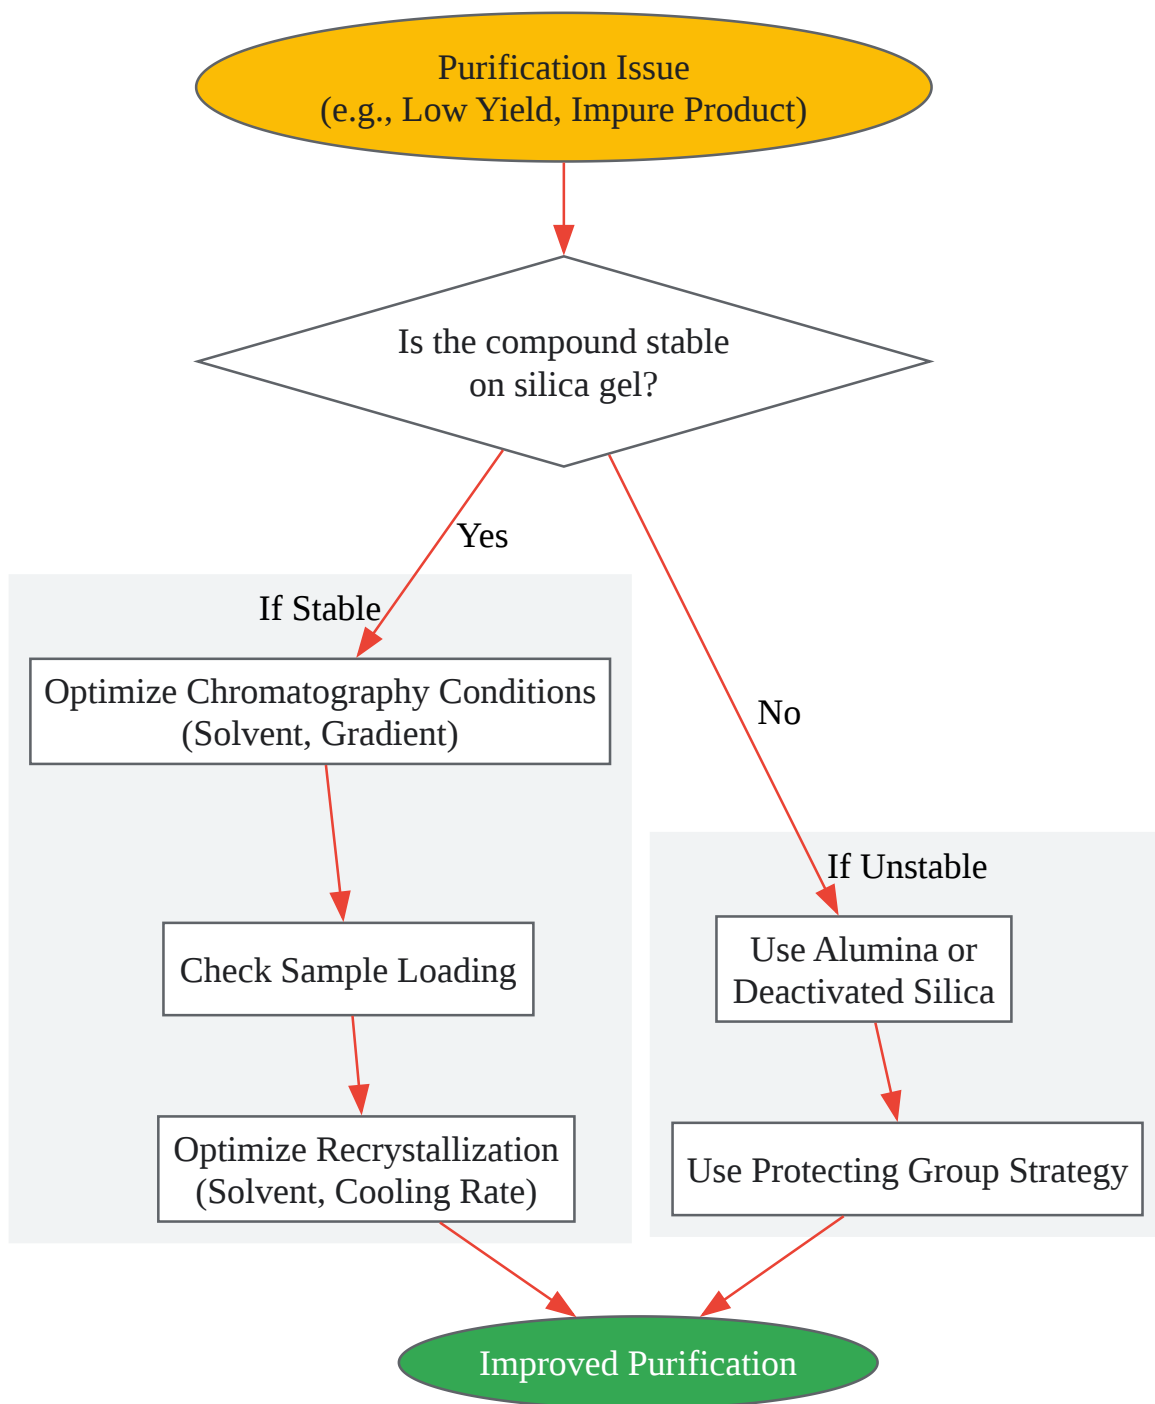 Purification Issue
(e.g., Low Yield, Impure Product)
Is the compound stable
on silica gel?
Yes
If Stable
Optimize Chromatography Conditions
(Solvent, Gradient)
No
If Unstable
Check Sample Loading
Use Alumina or
Deactivated Silica
Optimize Recrystallization
(Solvent, Cooling Rate)
Use Protecting Group Strategy
Improved Purification